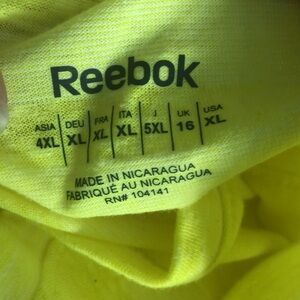 Reebok
ASIA DEU FRA ITA J UK USA
4XL XL XL XL 5XL 16 XL
MADE IN NICARAGUA
FABRIQUÉ AU NICARAGUA
RN# 104141